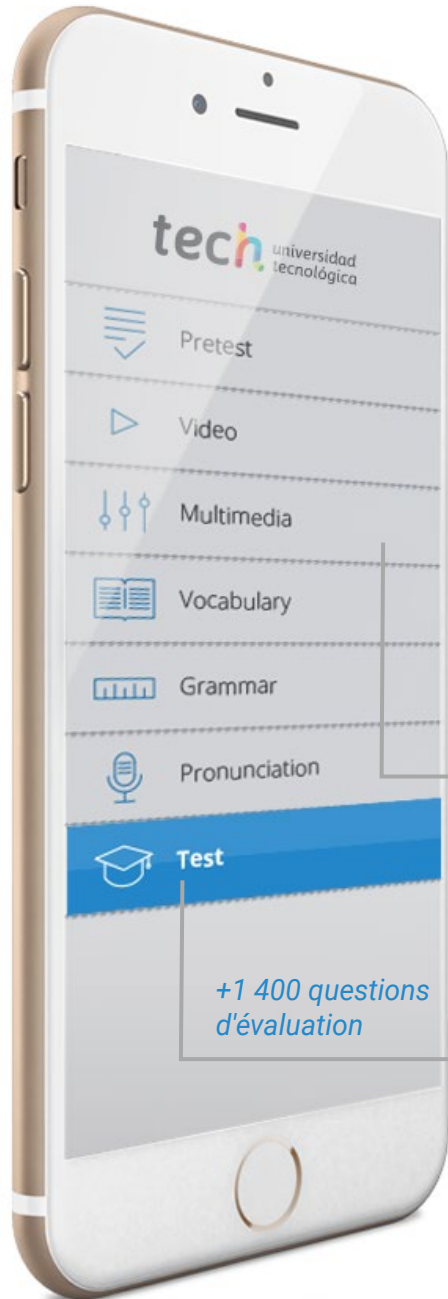 tech universidad
tecnológica
Pretest
Video
Multimedia
Vocabulary
Grammar
Pronunciation
Test
+1 400 questions
d'évaluation